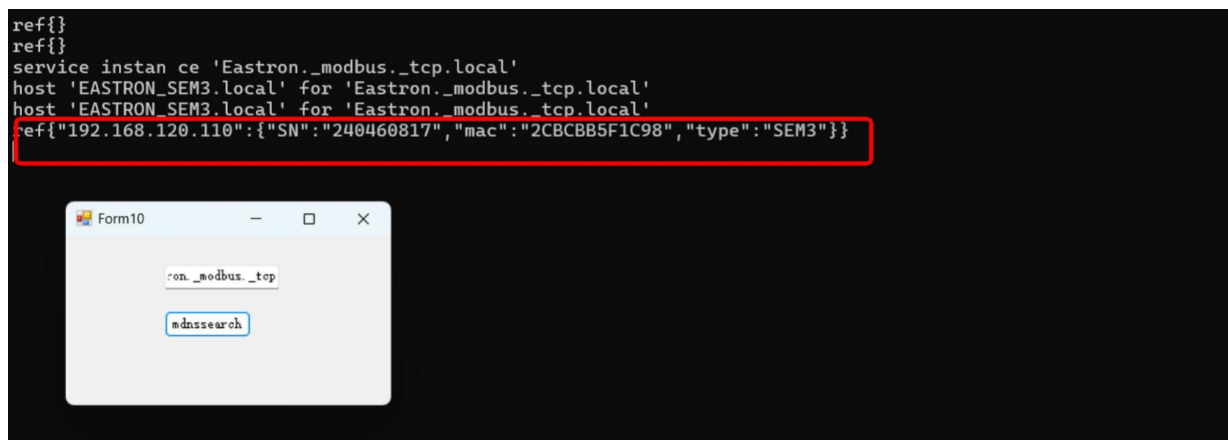 ref{}
ref{}
service instan ce 'Eastron._modbus._tcp.local'
host 'EASTRON_SEM3.local' for 'Eastron._modbus._tcp.local'
host 'EASTRON_SEM3.local' for 'Eastron._modbus._tcp.local'
ref{"192.168.120.110":{"SN":"240460817","mac":"2CBCBB5F1C98","type":"SEM3"}}
Form10
ron._modbus._tcp
mdnssearch